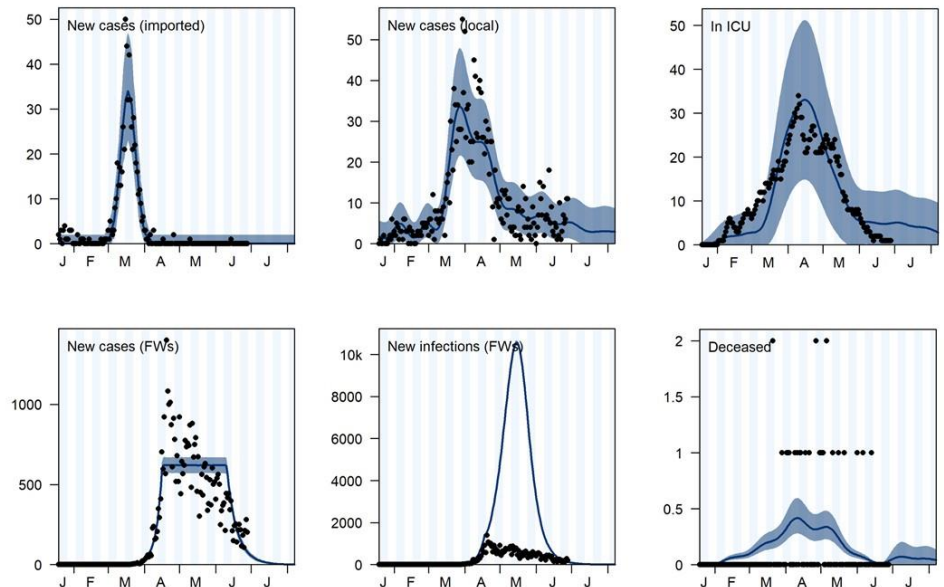 New cases (imported)
50
40
30
20
10
0
J F M A M J J
New cases (local)
50
40
30
20
10
0
J F M A M J J
In ICU
50
40
30
20
10
0
J F M A M J J
New cases (FWs)
1000
500
0
J F M A M J J
New infections (FWs)
10k
8000
6000
4000
2000
0
J F M A M J J
Deceased
2
1.5
1
0.5
0
J F M A M J J